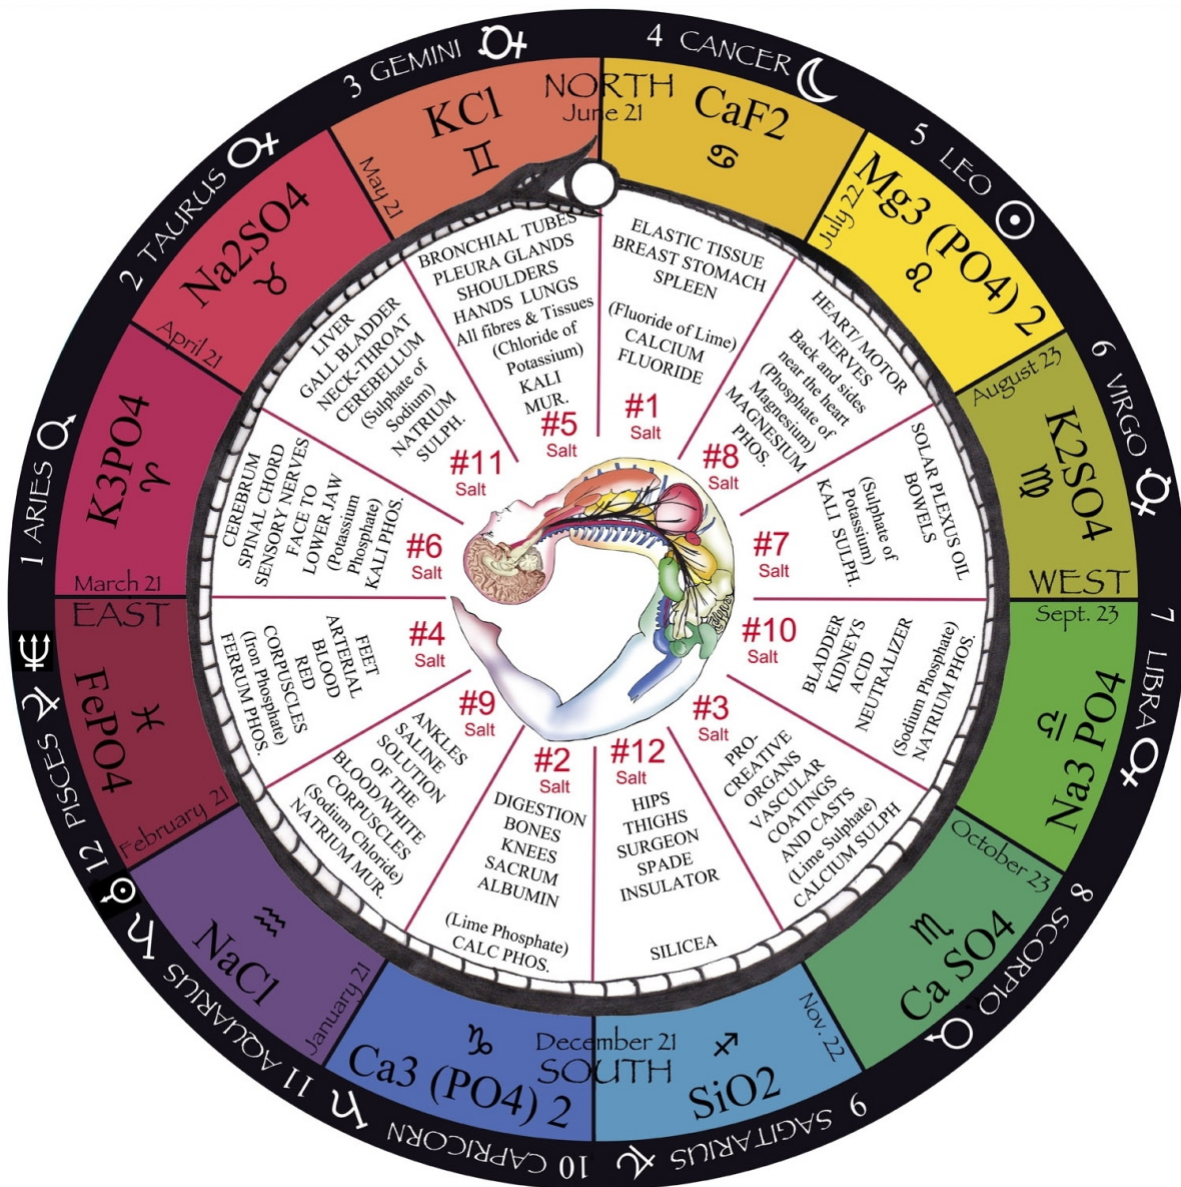 1 ARIES
2 TAURUS
3 GEMINI
4 CANCER
5 LEO
6 VIRGO
7 LIBRA
8 SCORPIO
9 SAGITARIUS
10 CAPRICORN
11 AQUARIUS
12 PISCES
NORTH
June 21
CaF2
July 22
Mg3 (PO4) 2
August 23
K2SO4
WEST
Sept. 23
Na3 PO4
October 23
Ca SO4
Nov. 22
SiO2
December 21
SOUTH
Ca3 (PO4) 2
January 21
NaCl
February 21
FePO4
EAST
March 21
K3PO4
April 21
Na2SO4
May 21
KCl
ELASTIC TISSUE
BREAST STOMACH
SPLEEN
(Fluoride of Lime)
CALCIUM
FLUORIDE
#1
Salt
HEART/ MOTOR
NERVES
Back and sides
near the heart
(Phosphate of
Magnesium)
MAGNESIUM
PHOS.
#8
Salt
SOLAR PLEXUS OIL
BOWELS
(Sulphate of
Potassium)
KALI SULPH.
#7
Salt
BLADDER
KIDNEYS
ACID
NEUTRALIZER
(Sodium Phosphate)
NATRIUM PHOS.
#10
Salt
PRO-
CREATIVE
ORGANS
VASCULAR
COATINGS
AND CASTS
(Lime Sulphate)
CALCIUM SULPH
#3
Salt
#12
Salt
HIPS
THIGHS
SURGEON
SPADE
INSULATOR
SILICEA
#2
Salt
DIGESTION
BONES
KNEES
SACRUM
ALBUMIN
(Lime Phosphate)
CALC PHOS.
#9
Salt
ANKLES
SALINE
SOLUTION
OF THE
BLOOD/WHITE
CORPUSCLES
(Sodium Chloride)
NATRIUM MUR.
#4
Salt
FEET
ARTERIAL
BLOOD
RED
CORPUSCLES
(Iron Phosphate)
FERRUM PHOS.
#6
Salt
CEREBRUM
SPINAL CHORD
SENSORY NERVES
FACE TO
LOWER JAW
(Potassium
Phosphate)
KALI PHOS.
#11
Salt
LIVER
GALL BLADDER
NECK-THROAT
CEREBELLUM
(Sulphate of
Sodium)
NATRIUM
SULPH.
BRONCHIAL TUBES
PLEURA GLANDS
SHOULDERS
HANDS LUNGS
All fibres & Tissues
(Chloride of
Potassium)
KALI
MUR.
#5
Salt